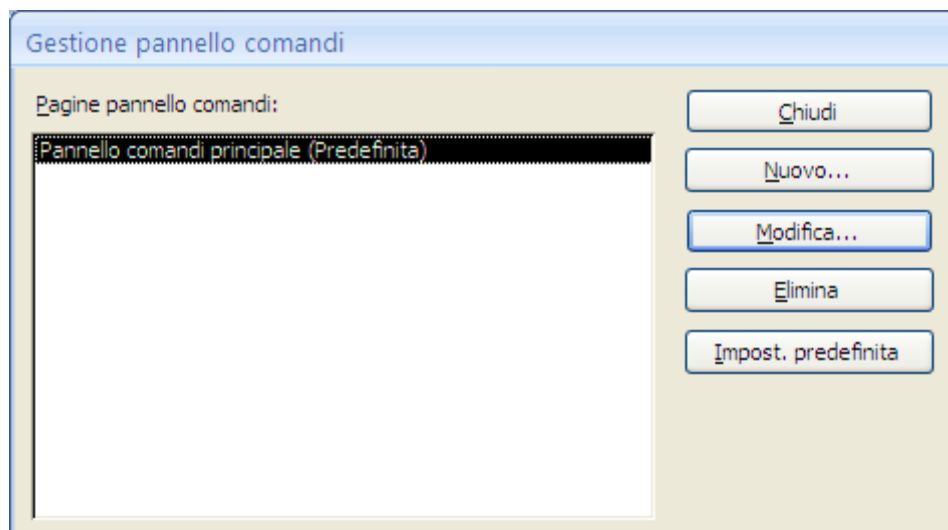 Gestione pannello comandi
Pagine pannello comandi:
Pannello comandi principale (Predefinita)
Chiudi
Nuovo...
Modifica...
Elimina
Impost. predefinita